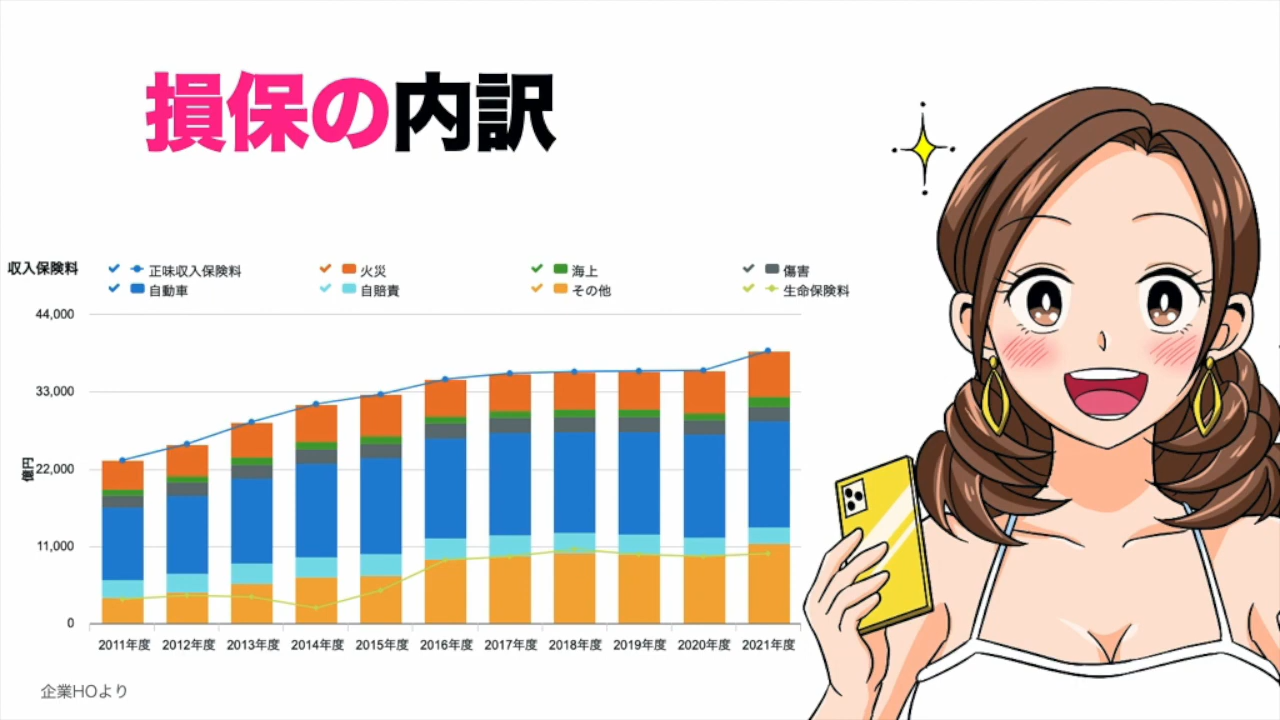 損保の内訳
収入保険料
正味収入保険料 火災 海上 傷害
自動車 自賠責 その他 生命保険料
44,000
33,000
22,000
11,000
0
億円
2011年度 2012年度 2013年度 2014年度 2015年度 2016年度 2017年度 2018年度 2019年度 2020年度 2021年度
企業HOより